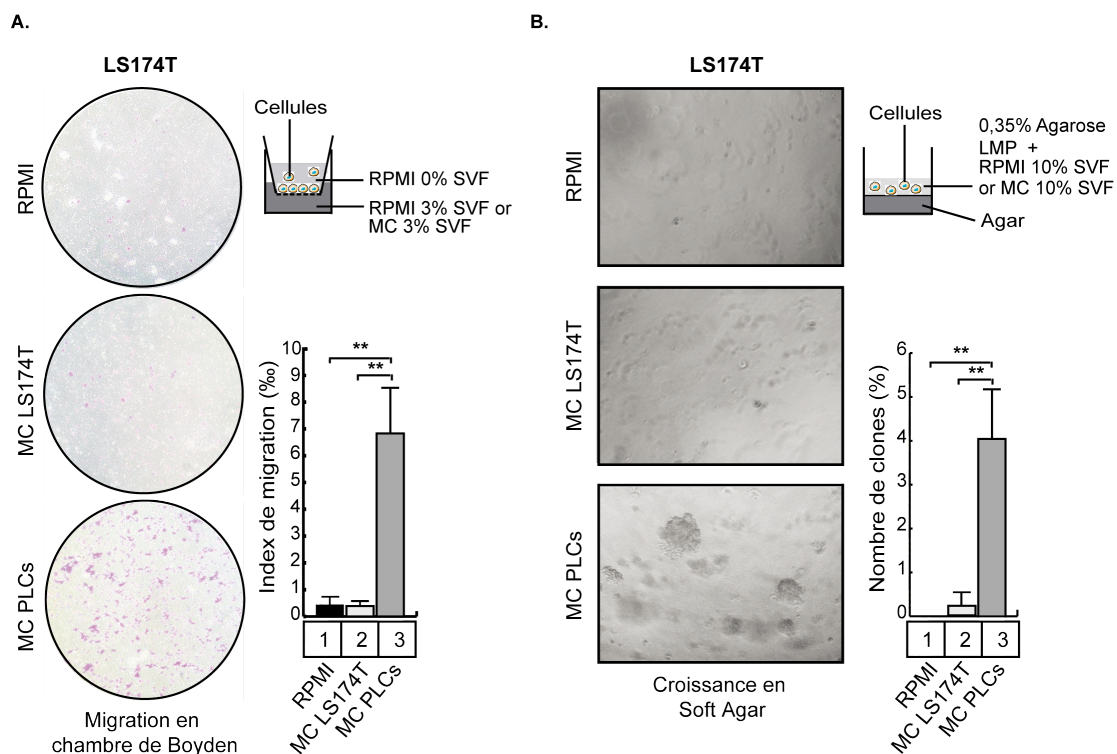 A.
LS174T
RPMI
MC LS174T
MC PLCs
Cellules
RPMI 0% SVF
RPMI 3% SVF or
MC 3% SVF
Index de migration (‰)
10
9
8
7
6
5
4
3
2
1
0
**
**
1 2 3
RPMI
MC LS174T
MC PLCs
Migration en
chambre de Boyden
B.
LS174T
RPMI
MC LS174T
MC PLCs
Cellules
0,35% Agarose
LMP +
RPMI 10% SVF
or MC 10% SVF
Agar
Nombre de clones (%)
6
5
4
3
2
1
0
**
**
1 2 3
RPMI
MC LS174T
MC PLCs
Croissance en
Soft Agar